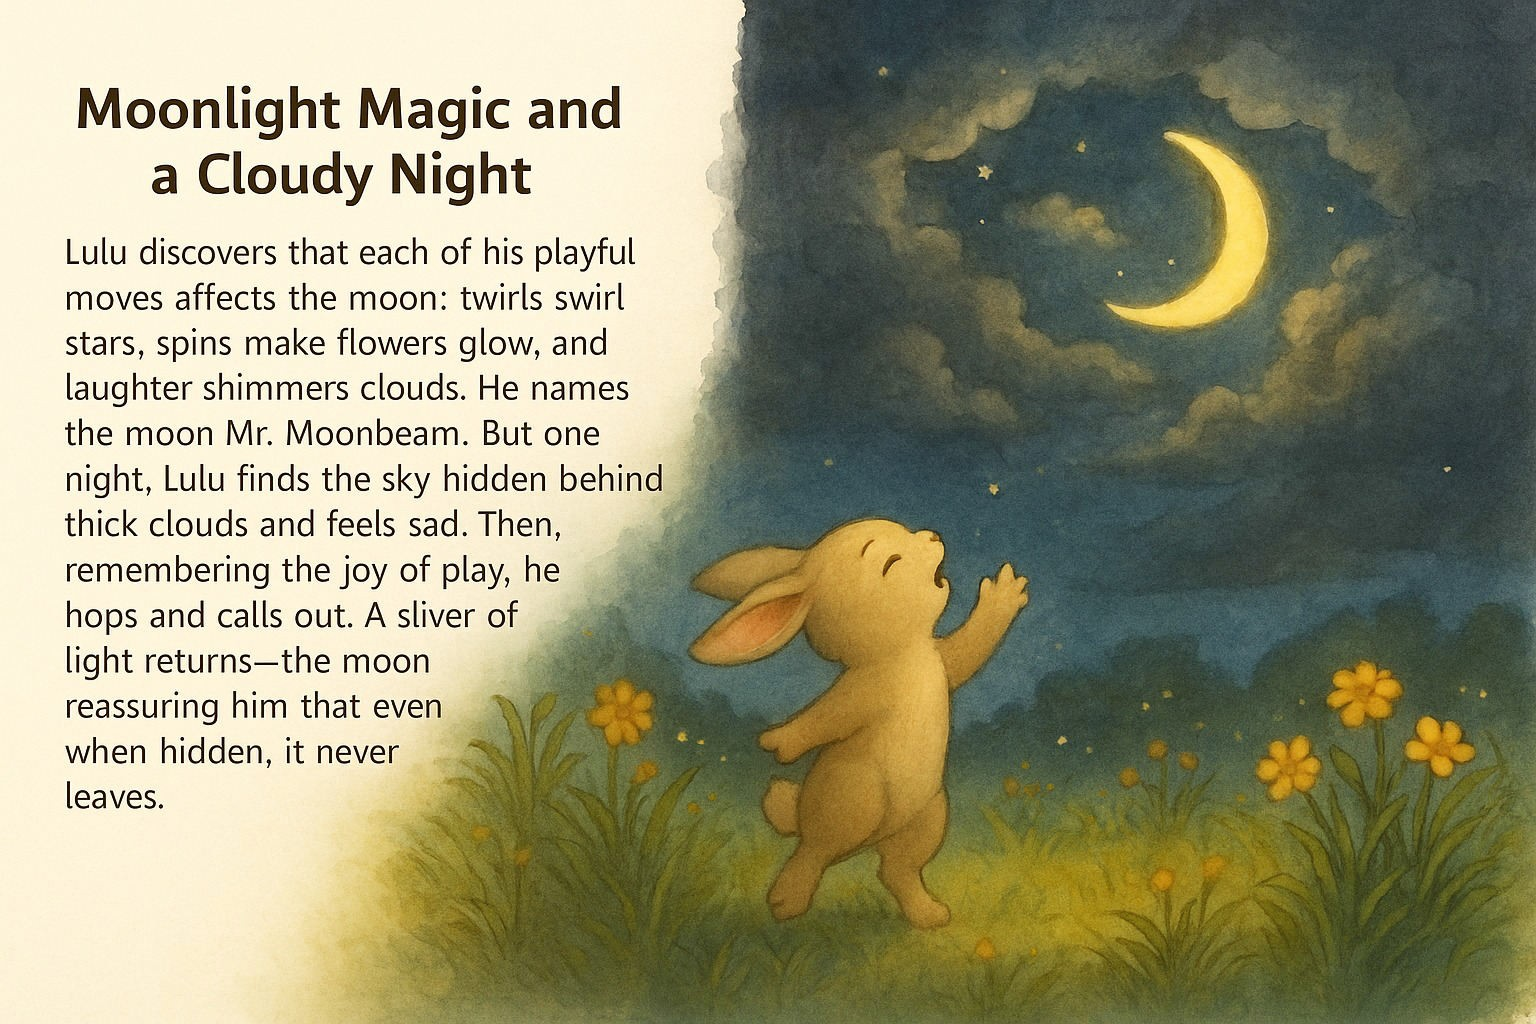 Moonlight Magic and
a Cloudy Night
Lulu discovers that each of his playful
moves affects the moon: twirls swirl
stars, spins make flowers glow, and
laughter shimmers clouds. He names
the moon Mr. Moonbeam. But one
night, Lulu finds the sky hidden behind
thick clouds and feels sad. Then,
remembering the joy of play, he
hops and calls out. A sliver of
light returns—the moon
reassuring him that even
when hidden, it never
leaves.